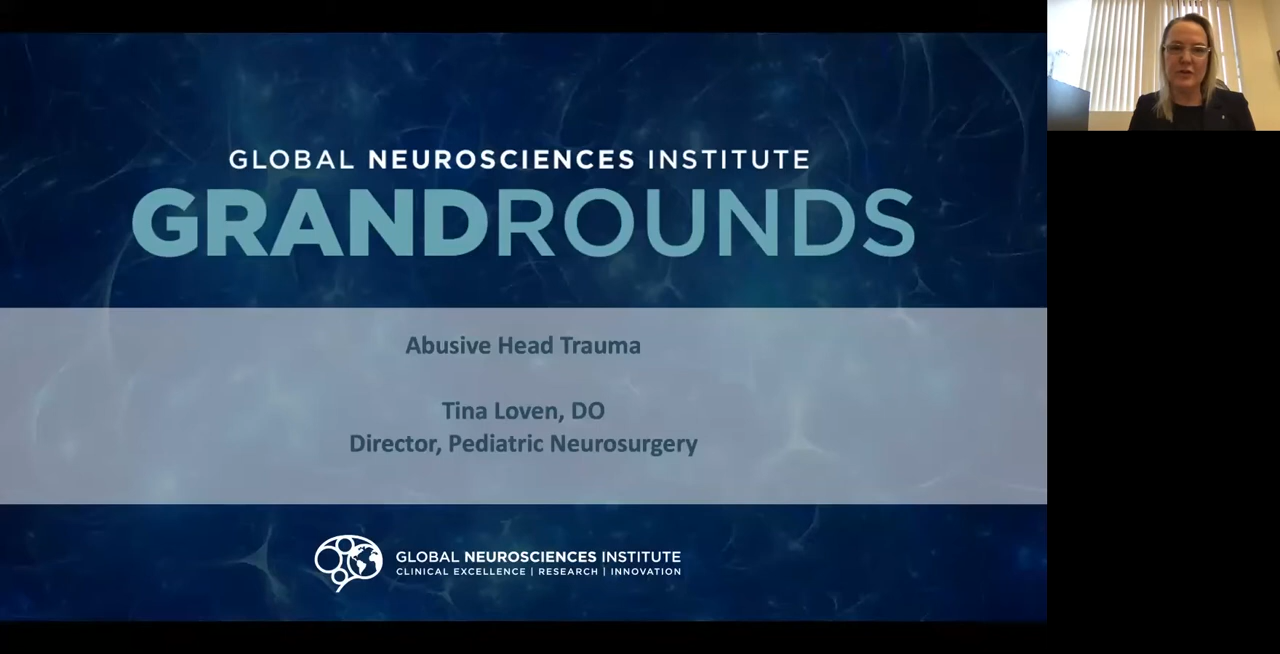 GLOBAL NEUROSCIENCES INSTITUTE
GRANDROUNDS
Abusive Head Trauma
Tina Loven, DO
Director, Pediatric Neurosurgery
GLOBAL NEUROSCIENCES INSTITUTE
CLINICAL EXCELLENCE | RESEARCH | INNOVATION